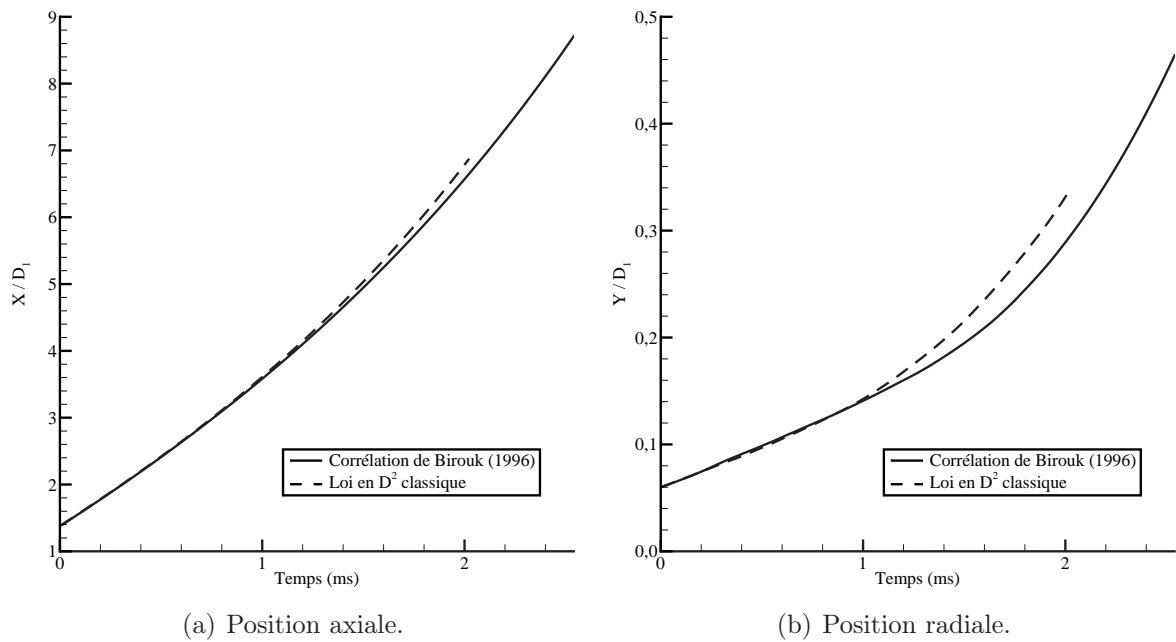 9
8
7
6
5
4
3
2
1
X / D1
0
1
2
Temps (ms)
Corrélation de Birouk (1996)
Loi en D² classique
(a) Position axiale.
0,5
0,4
0,3
0,2
0,1
0,0
Y / D1
0
1
2
Temps (ms)
Corrélation de Birouk (1996)
Loi en D² classique
(b) Position radiale.